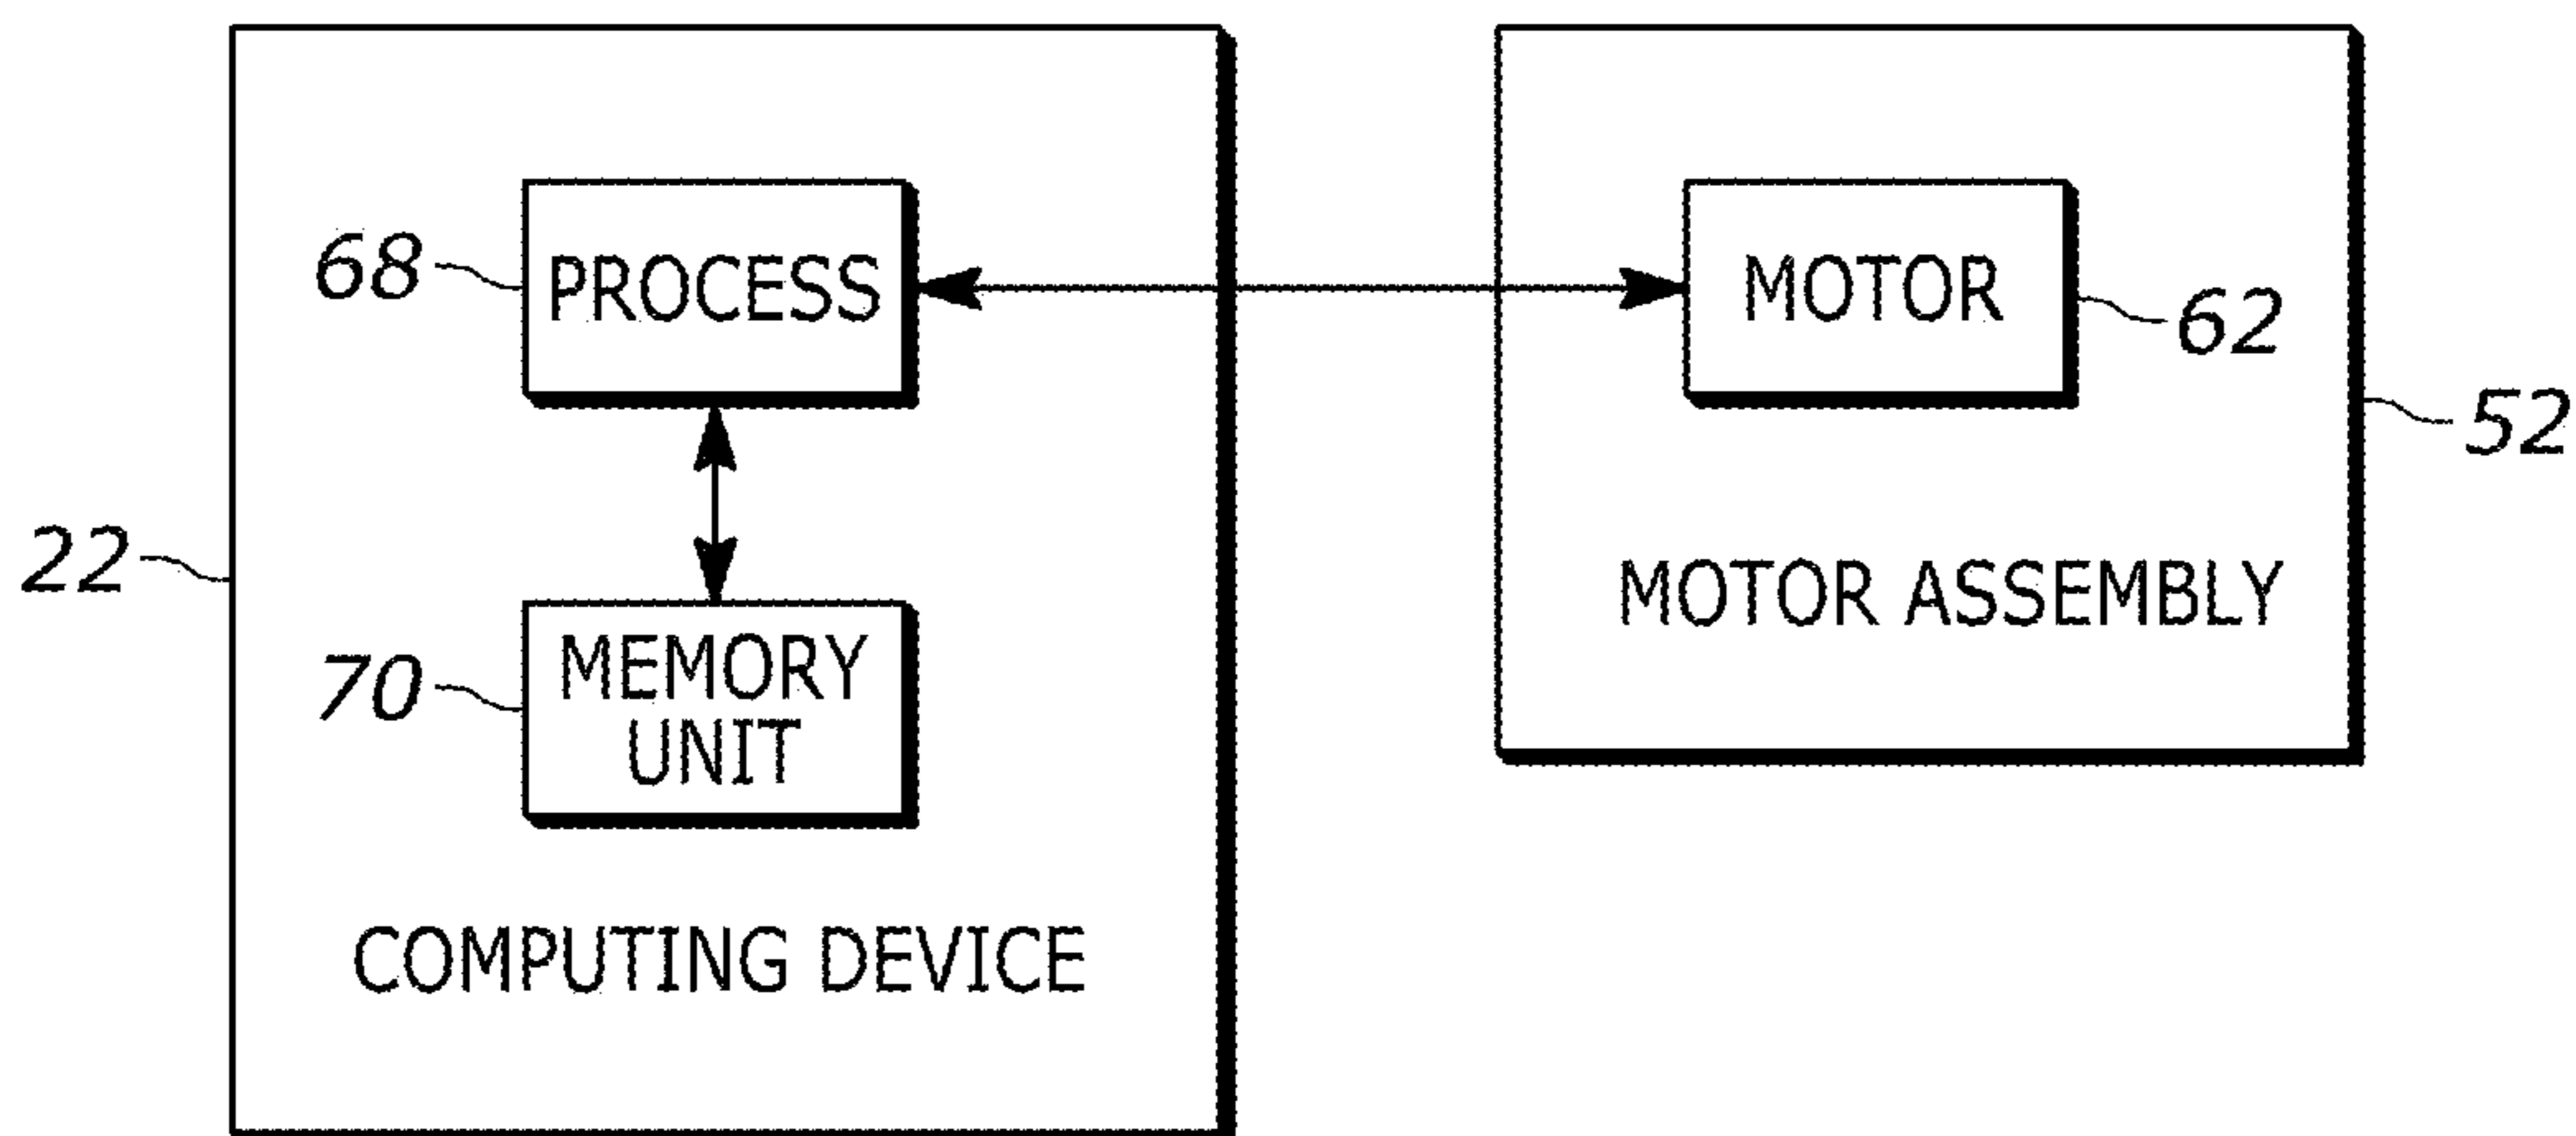 68
PROCESS
MOTOR
62
52
22
70
MEMORY
UNIT
MOTOR ASSEMBLY
COMPUTING DEVICE